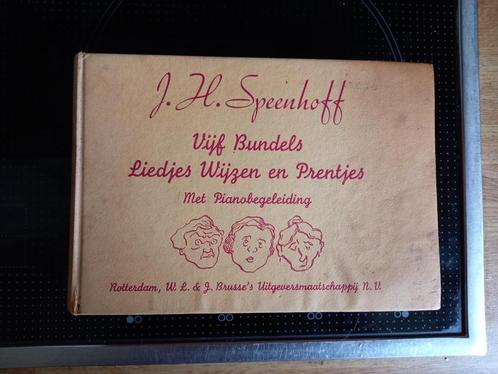 J. H. Speenhoff
Vijf Bundels
Liedjes Wijzen en Prentjes
Met Pianobegeleiding
Rotterdam, W. L. & J. Brusse's Uitgeversmaatschappij N. V.